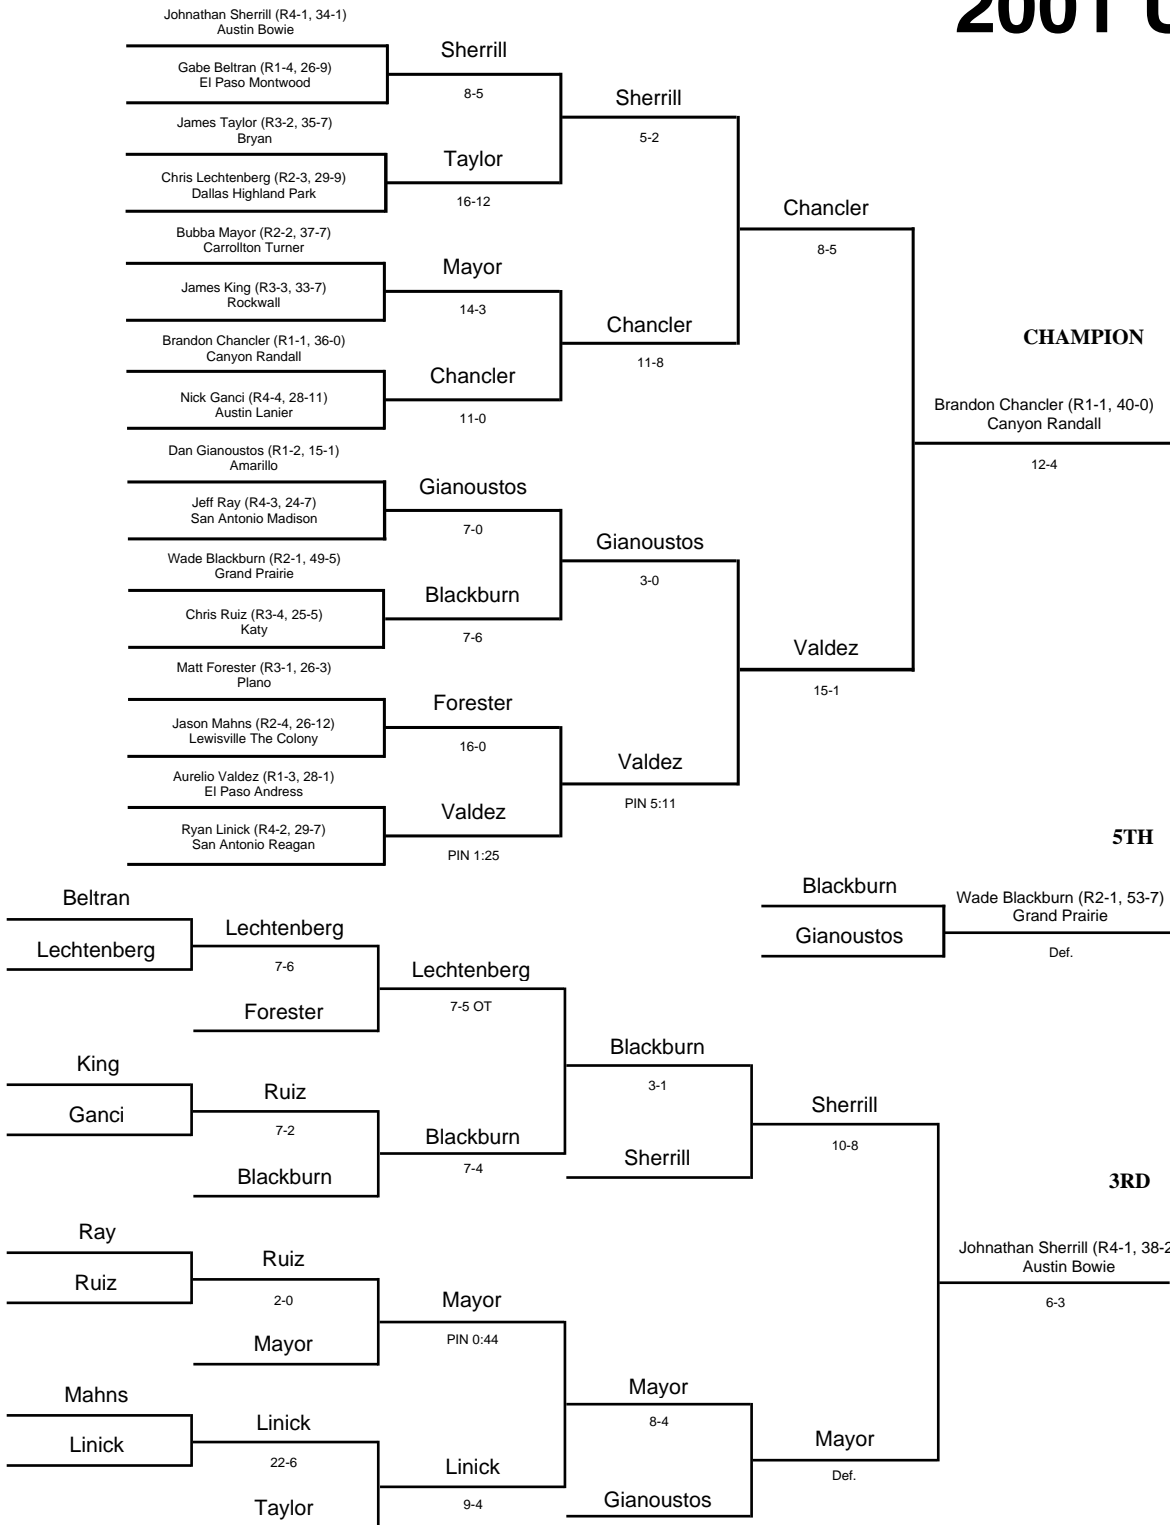 2001 U
Johnathan Sherrill (R4-1, 34-1)
Austin Bowie
Gabe Beltran (R1-4, 26-9)
El Paso Montwood
James Taylor (R3-2, 35-7)
Bryan
Chris Lechtenberg (R2-3, 29-9)
Dallas Highland Park
Bubba Mayor (R2-2, 37-7)
Carrollton Turner
James King (R3-3, 33-7)
Rockwall
Brandon Chancler (R1-1, 36-0)
Canyon Randall
Nick Ganci (R4-4, 28-11)
Austin Lanier
Dan Gianoustos (R1-2, 15-1)
Amarillo
Jeff Ray (R4-3, 24-7)
San Antonio Madison
Wade Blackburn (R2-1, 49-5)
Grand Prairie
Chris Ruiz (R3-4, 25-5)
Katy
Matt Forester (R3-1, 26-3)
Plano
Jason Mahns (R2-4, 26-12)
Lewisville The Colony
Aurelio Valdez (R1-3, 28-1)
El Paso Andress
Ryan Linick (R4-2, 29-7)
San Antonio Reagan
Sherrill
8-5
Taylor
16-12
Mayor
14-3
Chancler
11-0
Gianoustos
7-0
Blackburn
7-6
Forester
16-0
Valdez
PIN 1:25
Sherrill
5-2
Chancler
11-8
Gianoustos
3-0
Valdez
PIN 5:11
Chancler
8-5
Valdez
15-1
CHAMPION
Brandon Chancler (R1-1, 40-0)
Canyon Randall
12-4
5TH
Blackburn
Gianoustos
Wade Blackburn (R2-1, 53-7)
Grand Prairie
Def.
Beltran
Lechtenberg
King
Ganci
Ray
Ruiz
Mahns
Linick
Lechtenberg
7-6
Forester
Ruiz
7-2
Blackburn
Ruiz
2-0
Mayor
Linick
22-6
Taylor
Lechtenberg
7-5 OT
Blackburn
7-4
Mayor
PIN 0:44
Linick
9-4
Blackburn
3-1
Sherrill
Mayor
8-4
Gianoustos
Sherrill
10-8
Mayor
Def.
3RD
Johnathan Sherrill (R4-1, 38-2
Austin Bowie
6-3